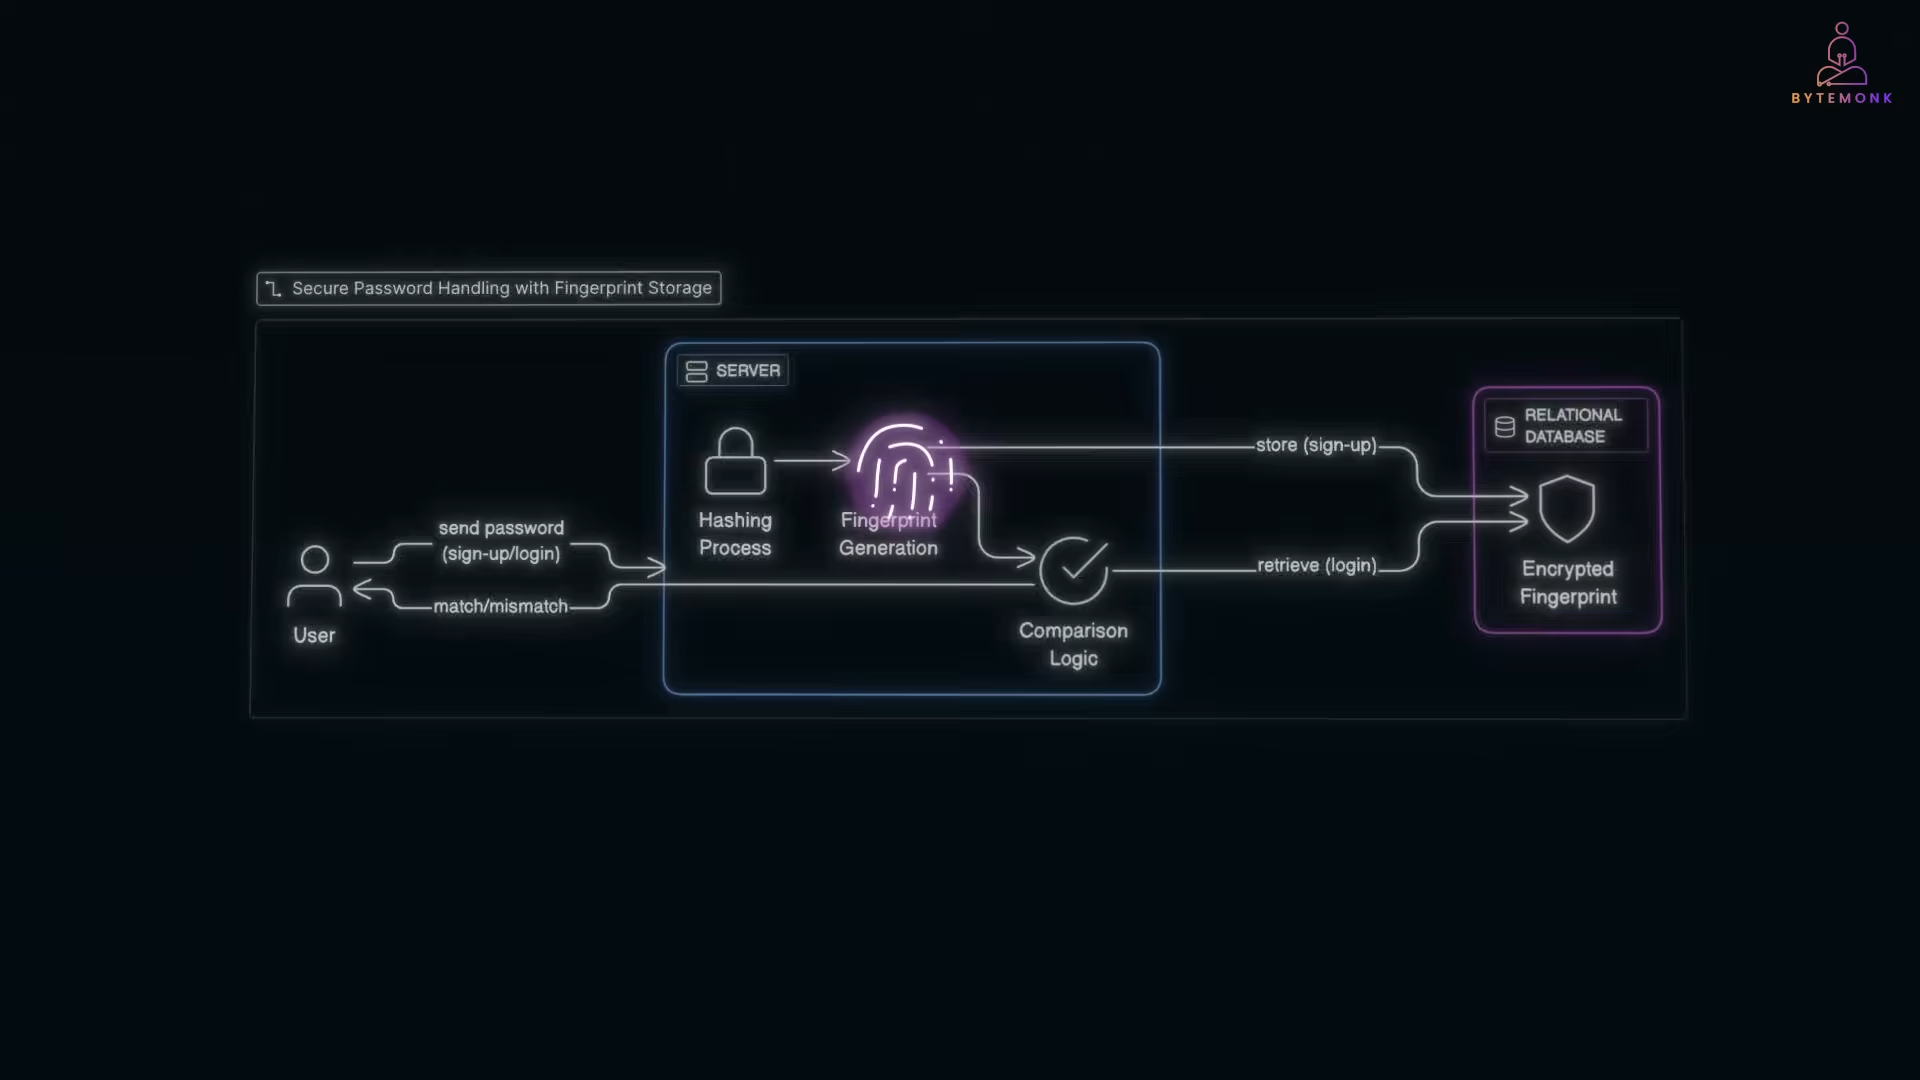 BYTEMONK
Secure Password Handling with Fingerprint Storage
SERVER
Hashing
Process
Fingerprint
Generation
Comparison
Logic
send password
(sign-up/login)
match/mismatch
User
store (sign-up)
retrieve (login)
RELATIONAL
DATABASE
Encrypted
Fingerprint